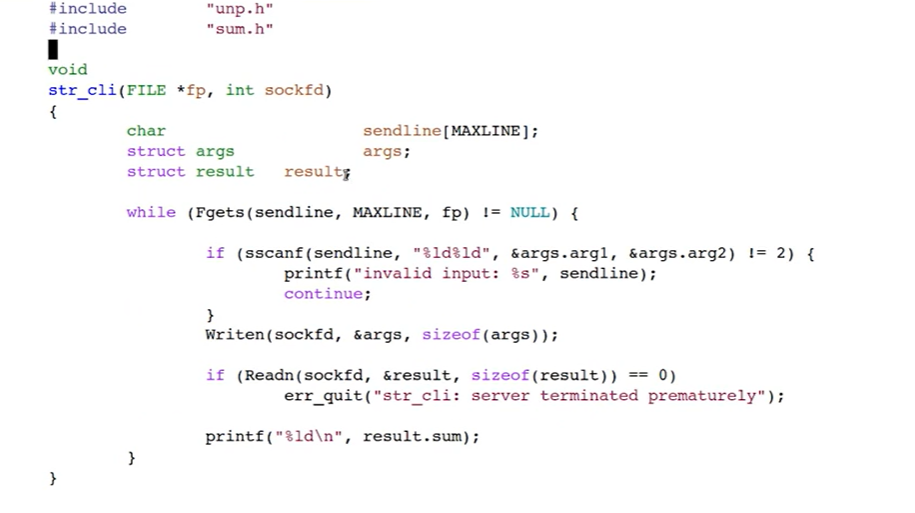 #include "unp.h"
#include "sum.h"
void
str_cli(FILE *fp, int sockfd)
{
char sendline[MAXLINE];
struct args args;
struct result result;
while (Fgets(sendline, MAXLINE, fp) != NULL) {
if (sscanf(sendline, "%ld%ld", &args.arg1, &args.arg2) != 2) {
printf("invalid input: %s", sendline);
continue;
}
Writen(sockfd, &args, sizeof(args));
if (Readn(sockfd, &result, sizeof(result)) == 0)
err_quit("str_cli: server terminated prematurely");
printf("%ld\n", result.sum);
}
}